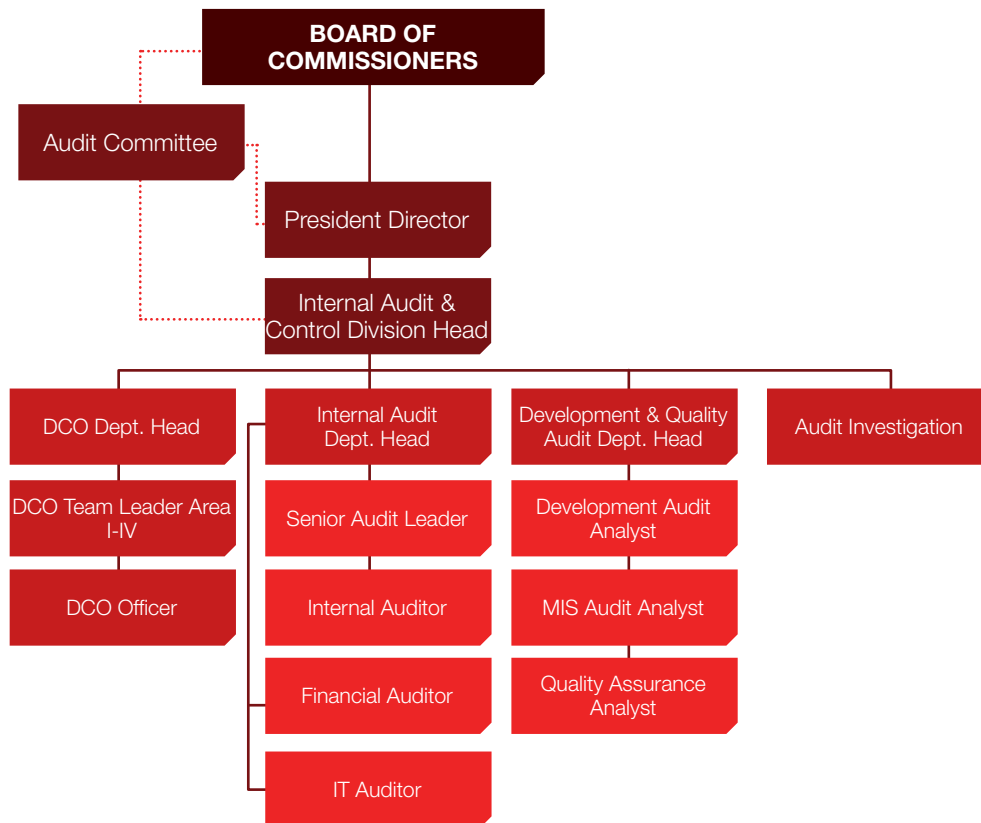 BOARD OF
COMMISSIONERS
Audit Committee
President Director
Internal Audit &
Control Division Head
DCO Dept. Head
Internal Audit
Dept. Head
Development & Quality
Audit Dept. Head
Audit Investigation
DCO Team Leader Area
I-IV
Senior Audit Leader
Development Audit
Analyst
DCO Officer
Internal Auditor
MIS Audit Analyst
Financial Auditor
Quality Assurance
Analyst
IT Auditor